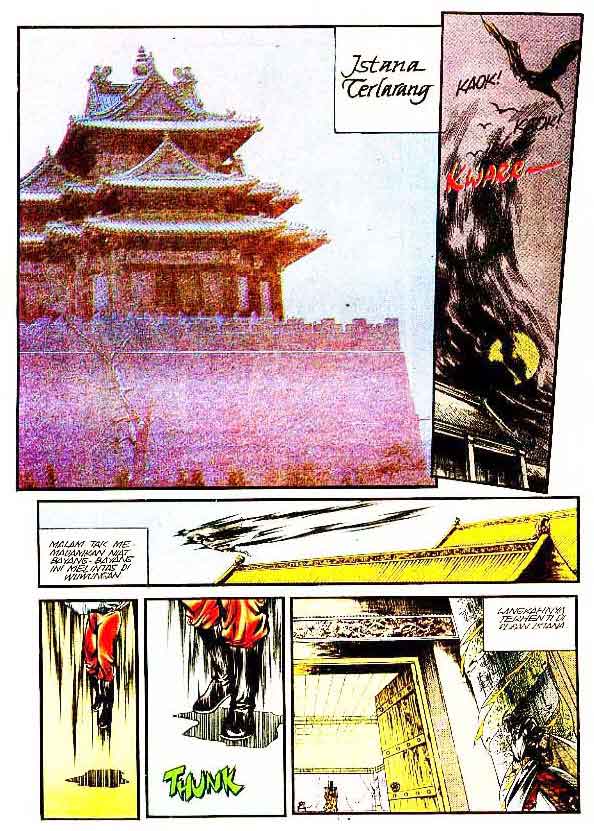 Istana
Terlarang
KAOK!
KAOK!
KWARR
MALAM TAK ME-
MADAMKAN NIAT
BAYANG-BAYANG
INI MELINTAS DI
WUWUNGAN
LANGKAHNYA
TERHENTI DI
ISTANA
THUNK